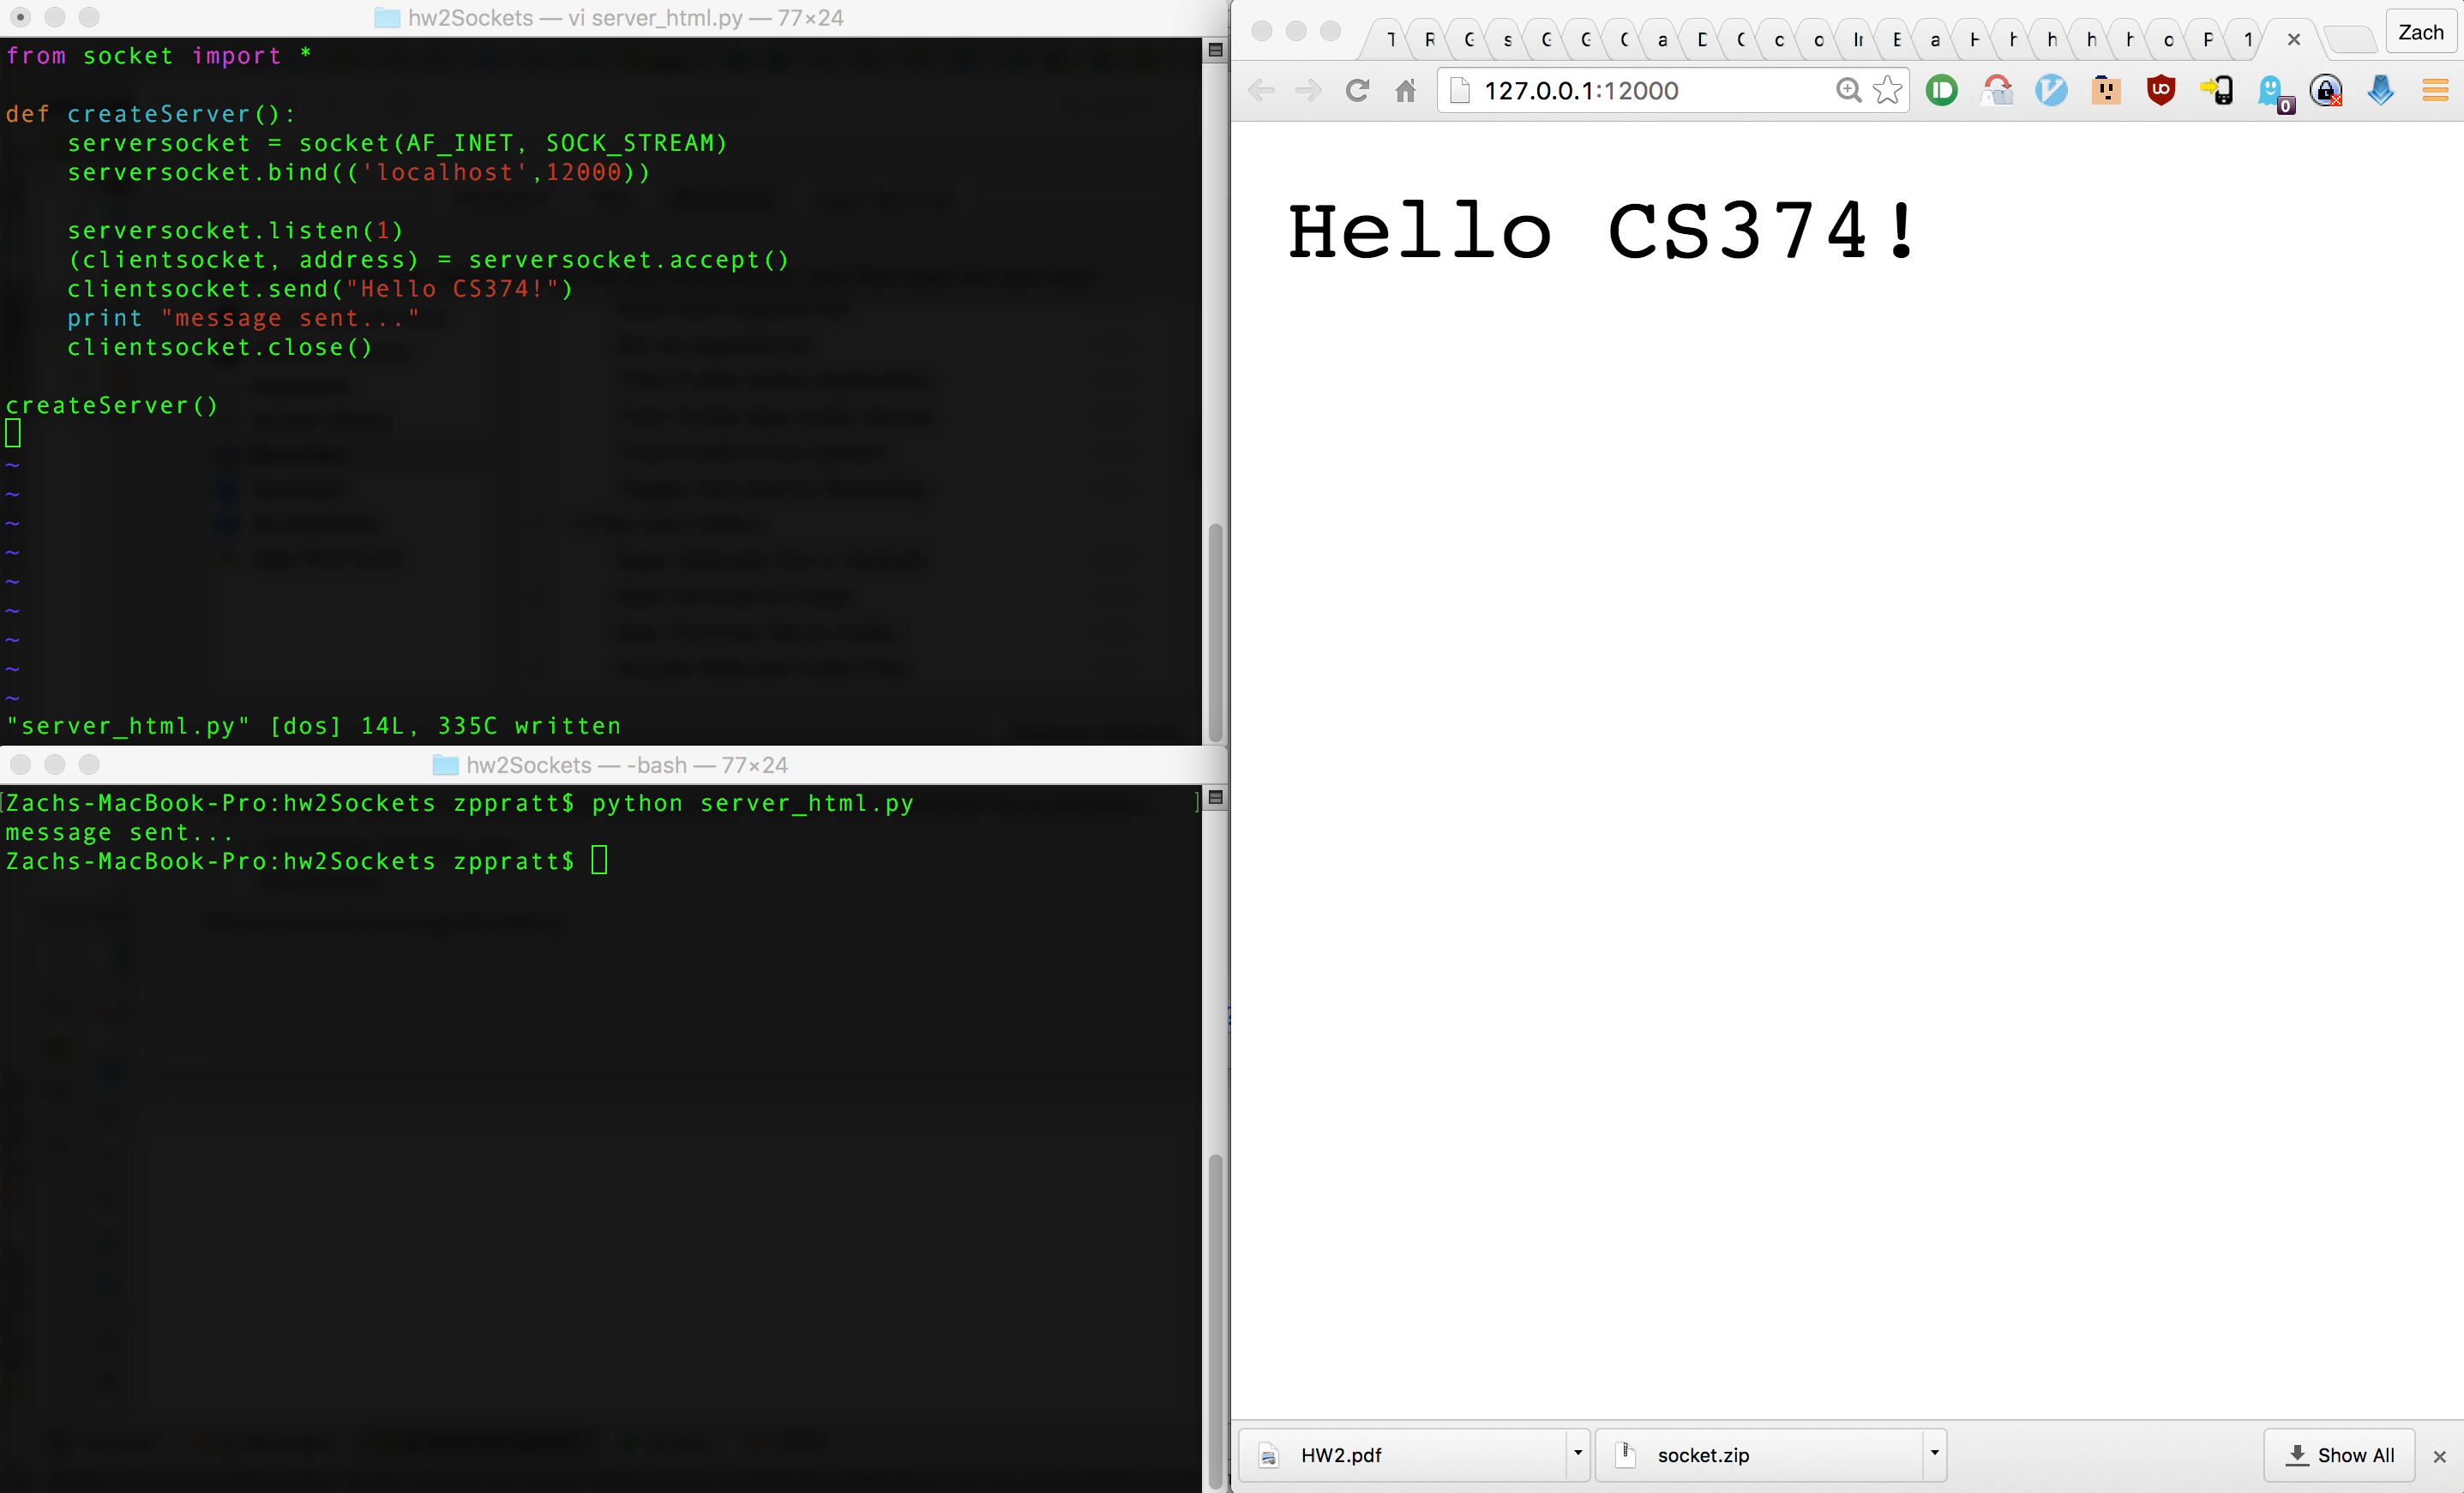 hw2Sockets — vi server_html.py — 77×24
from socket import *
def createServer():
serversocket = socket(AF_INET, SOCK_STREAM)
serversocket.bind(('localhost',12000))
serversocket.listen(1)
(clientsocket, address) = serversocket.accept()
clientsocket.send("Hello CS374!")
print "message sent..."
clientsocket.close()
createServer()
~
~
~
~
~
~
~
~
~
"server_html.py" [dos] 14L, 335C written
hw2Sockets — -bash — 77×24
[Zachs-MacBook-Pro:hw2Sockets zppratt$ python server_html.py ]
message sent...
Zachs-MacBook-Pro:hw2Sockets zppratt$
Zach
127.0.0.1:12000
0
Hello CS374!
HW2.pdf
socket.zip
Show All